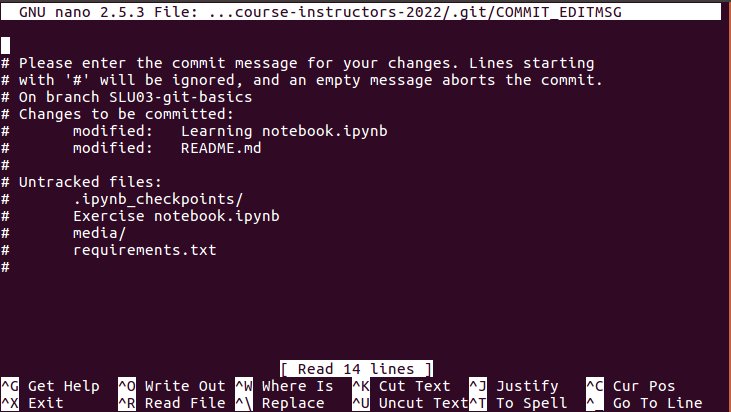 GNU nano 2.5.3 File: ...course-instructors-2022/.git/COMMIT_EDITMSG
# Please enter the commit message for your changes. Lines starting
# with '#' will be ignored, and an empty message aborts the commit.
# On branch SLU03-git-basics
# Changes to be committed:
#       modified:   Learning notebook.ipynb
#       modified:   README.md
#
# Untracked files:
#       .ipynb_checkpoints/
#       Exercise notebook.ipynb
#       media/
#       requirements.txt
#
[ Read 14 lines ]
^G Get Help  ^O Write Out ^W Where Is  ^K Cut Text  ^J Justify   ^C Cur Pos
^X Exit      ^R Read File ^\ Replace   ^U Uncut Text^T To Spell  ^_ Go To Line